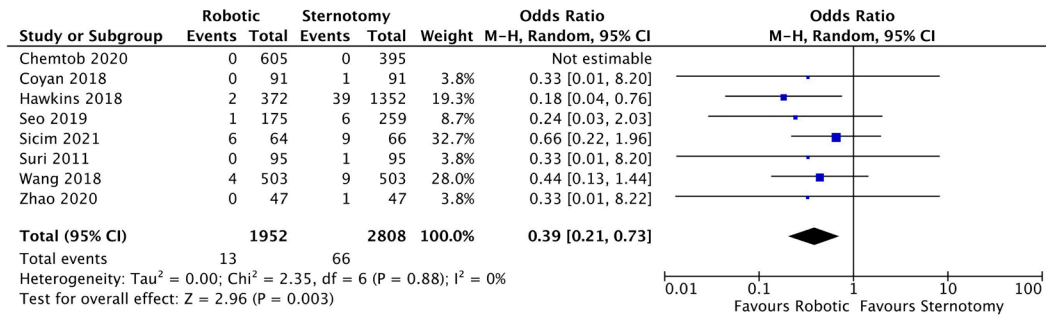 Robotic Sternotomy Odds Ratio Odds Ratio
Study or Subgroup Events Total Events Total Weight M-H, Random, 95% CI M-H, Random, 95% CI
Chemtob 2020 0 605 0 395 Not estimable
Coyan 2018 0 91 1 91 3.8% 0.33 [0.01, 8.20]
Hawkins 2018 2 372 39 1352 19.3% 0.18 [0.04, 0.76]
Seo 2019 1 175 6 259 8.7% 0.24 [0.03, 2.03]
Sicim 2021 6 64 9 66 32.7% 0.66 [0.22, 1.96]
Suri 2011 0 95 1 95 3.8% 0.33 [0.01, 8.20]
Wang 2018 4 503 9 503 28.0% 0.44 [0.13, 1.44]
Zhao 2020 0 47 1 47 3.8% 0.33 [0.01, 8.22]
Total (95% CI) 1952 2808 100.0% 0.39 [0.21, 0.73]
Total events 13 66
Heterogeneity: Tau² = 0.00; Chi² = 2.35, df = 6 (P = 0.88); I² = 0%
Test for overall effect: Z = 2.96 (P = 0.003)
0.01 0.1 1 10 100
Favours Robotic Favours Sternotomy